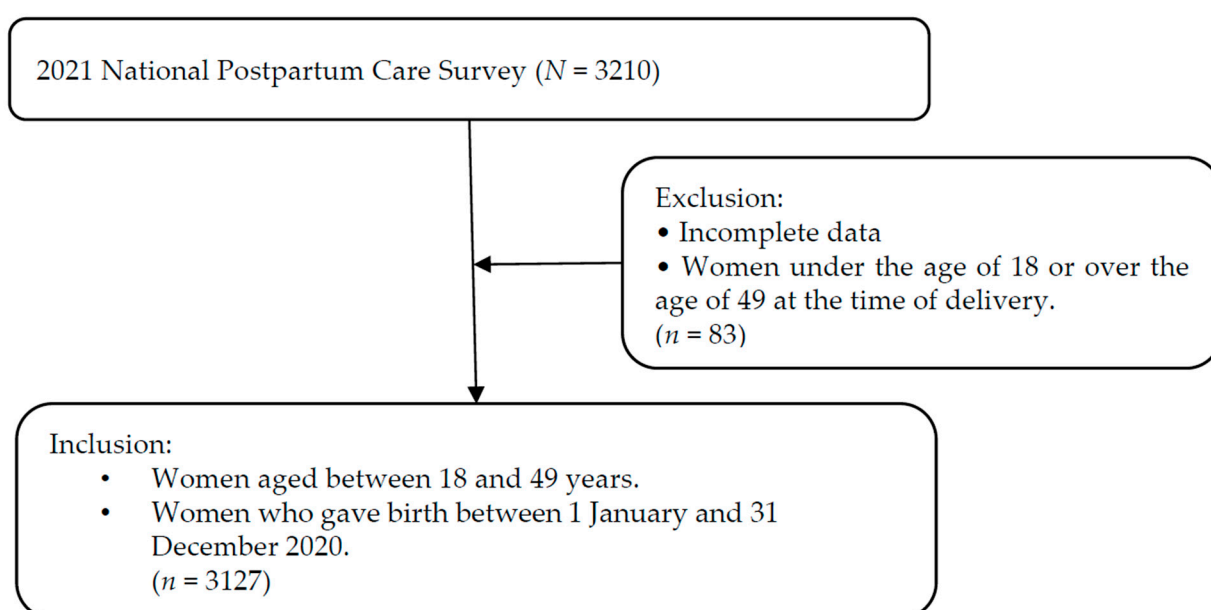 2021 National Postpartum Care Survey (N = 3210)
Exclusion:
• Incomplete data
• Women under the age of 18 or over the
age of 49 at the time of delivery.
(n = 83)
Inclusion:
• Women aged between 18 and 49 years.
• Women who gave birth between 1 January and 31
December 2020.
(n = 3127)